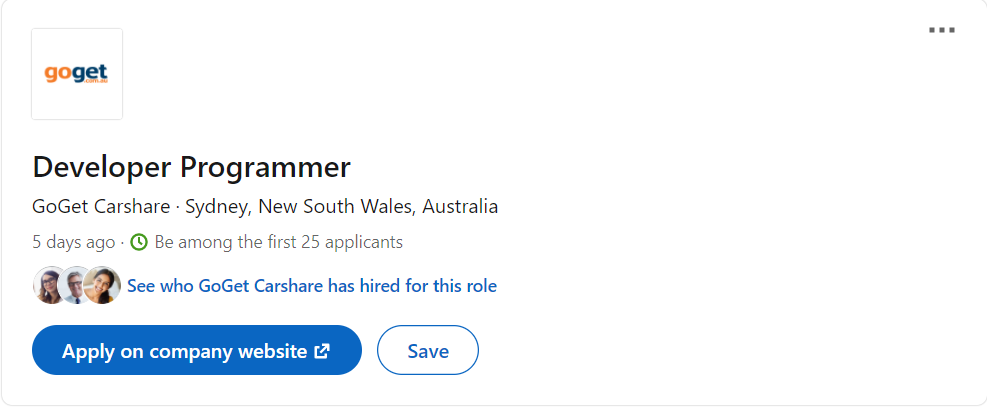 goget
.com.au
Developer Programmer
GoGet Carshare · Sydney, New South Wales, Australia
5 days ago · Be among the first 25 applicants
See who GoGet Carshare has hired for this role
Apply on company website
Save